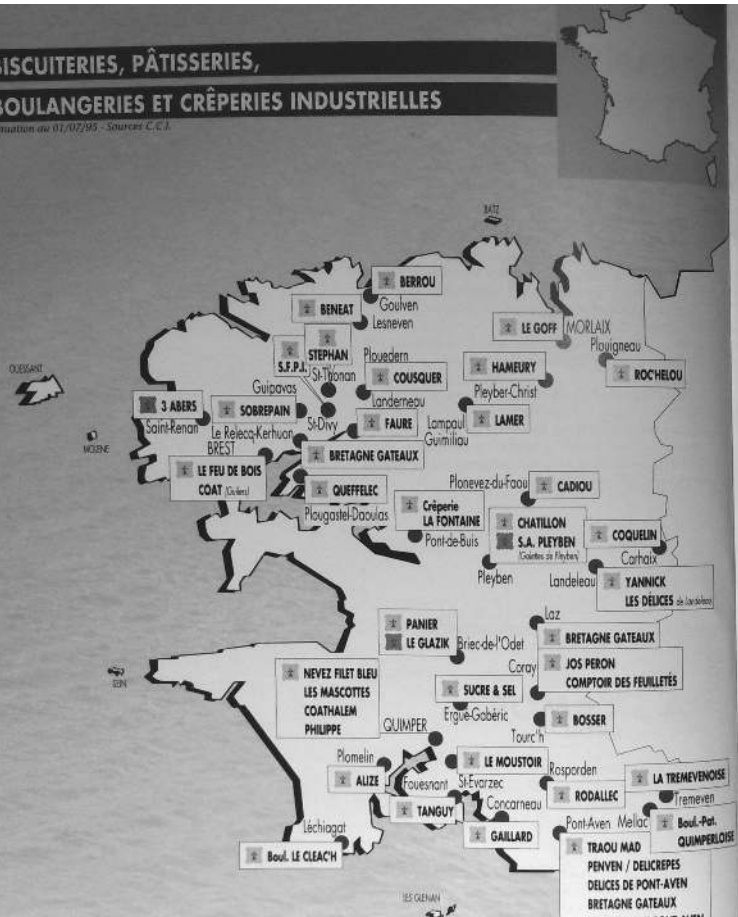 BISCUITERIES, PÂTISSERIES,
BOULANGERIES ET CRÊPERIES INDUSTRIELLES
Situation au 01/07/95 - Sources C.C.I.
BATZ
BERROU
Goulven
BENEAT
Lesneven
LE GOFF
MORLAIX
Plouigneau
ROC'HELOU
STEPHAN
S.F.P.I.
St-Thonan
Plouedern
COUSQUER
Landerneau
HAMEURY
Pleyber-Christ
OUESSANT
Guipavas
3 ABERS
Saint-Renan
SOBREPAIN
St-Divy
FAURE
Lampaul
Guimiliau
LAMER
MOLENE
Le Relecq-Kerhuon
BREST
BRETAGNE GATEAUX
LE FEU DE BOIS
COAT
QUEFFELEC
Plougastel-Daoulas
Plonevez-du-Faou
CADIOU
Crêperie
LA FONTAINE
Pont-de-Buis
CHATILLON
S.A. PLEYBEN
(Galettes de Pleyben)
Pleyben
COQUELIN
Carhaix
Landeleau
YANNICK
LES DÉLICES de Landeleau
Laz
BRETAGNE GATEAUX
PANIER
LE GLAZIK
Briec-de-l'Odet
Coray
JOS PERON
COMPTOIR DES FEUILLETÉS
SEIN
NEVEZ FILET BLEU
LES MASCOTTES
COATHALEM
PHILIPPE
QUIMPER
SUCRE & SEL
Ergue-Gabéric
BOSSER
Tourc'h
Plomelin
ALIZE
Fouesnant
LE MOUSTOIR
St-Evarzec
Rosporden
RODALLEC
LA TREMEVENOISE
Tremeven
TANGUY
Concarneau
GAILLARD
Pont-Aven
Mellac
Boul.-Pat.
QUIMPERLOISE
Léchiagat
Boul. LE CLEAC'H
TRAOU MAD
PENVEN / DELICREPES
DELICES DE PONT-AVEN
BRETAGNE GATEAUX
LES GLENAN